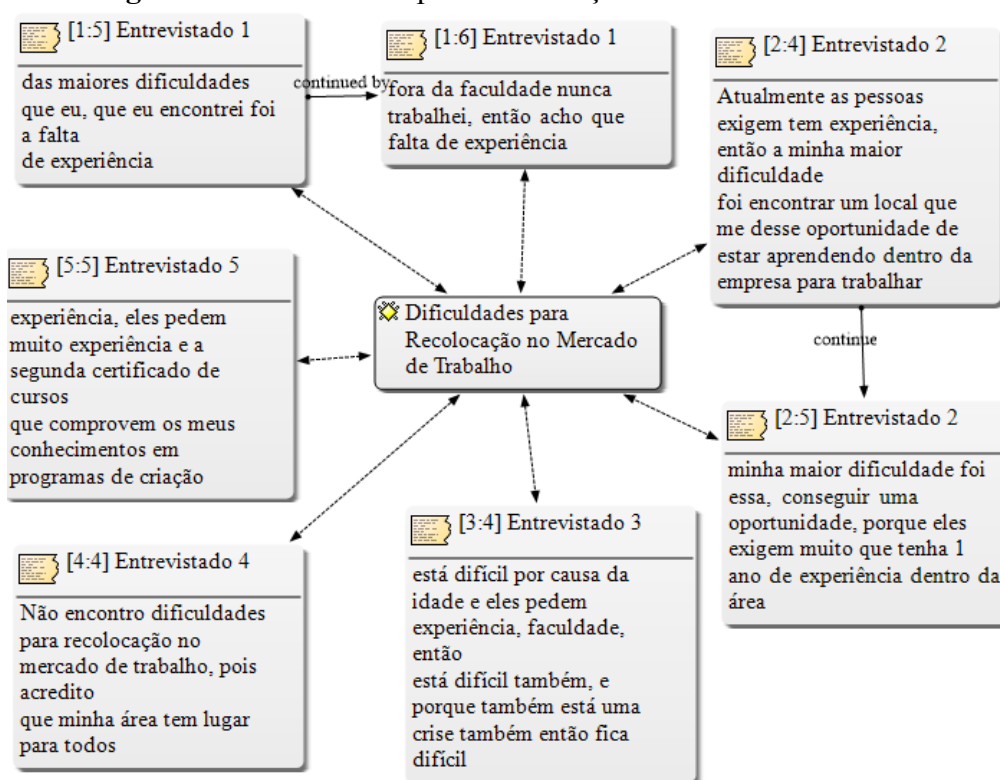 [1:5] Entrevistado 1
das maiores dificuldades
que eu, que eu encontrei foi
a falta
de experiência
continued by
[1:6] Entrevistado 1
fora da faculdade nunca
trabalhei, então acho que
falta de experiência
[2:4] Entrevistado 2
Atualmente as pessoas
exigem tem experiência,
então a minha maior
dificuldade
foi encontrar um local que
me desse oportunidade de
estar aprendendo dentro da
empresa para trabalhar
continue
[5:5] Entrevistado 5
experiência, eles pedem
muito experiência e a
segunda certificado de
cursos
que comprovem os meus
conhecimentos em
programas de criação
Dificuldades para
Recolocação no Mercado
de Trabalho
[2:5] Entrevistado 2
minha maior dificuldade foi
essa, conseguir uma
oportunidade, porque eles
exigem muito que tenha 1
ano de experiência dentro da
área
[4:4] Entrevistado 4
Não encontro dificuldades
para recolocação no
mercado de trabalho, pois
acredito
que minha área tem lugar
para todos
[3:4] Entrevistado 3
está difícil por causa da
idade e eles pedem
experiência, faculdade,
então
está difícil também, e
porque também está uma
crise também então fica
difícil